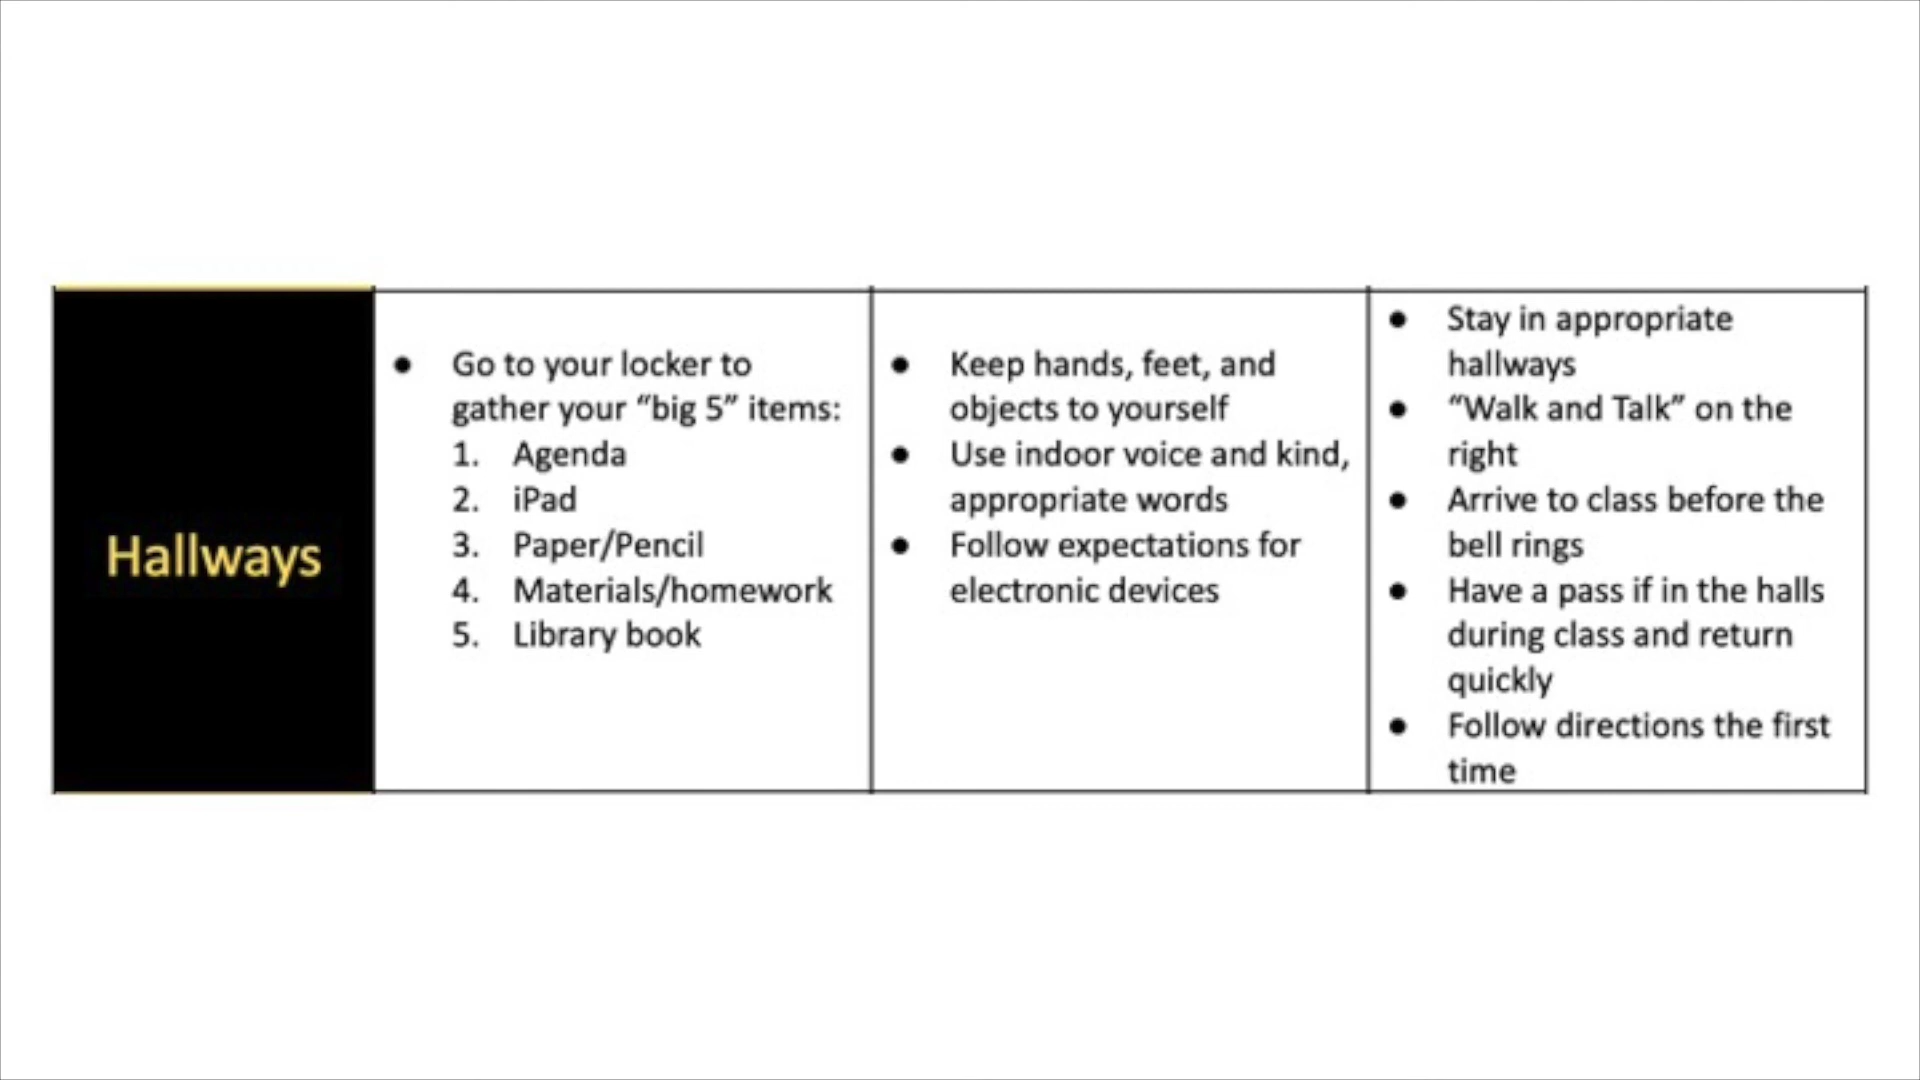 Hallways
● Go to your locker to
gather your “big 5” items:
1. Agenda
2. iPad
3. Paper/Pencil
4. Materials/homework
5. Library book
● Keep hands, feet, and
objects to yourself
● Use indoor voice and kind,
appropriate words
● Follow expectations for
electronic devices
● Stay in appropriate
hallways
● “Walk and Talk” on the
right
● Arrive to class before the
bell rings
● Have a pass if in the halls
during class and return
quickly
● Follow directions the first
time